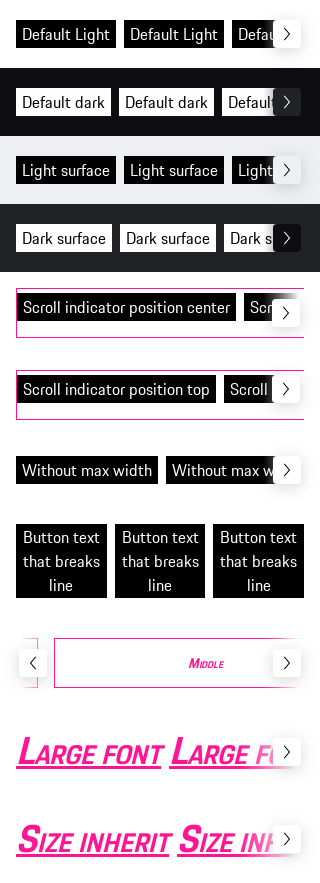 Default Light Default Light Defau
Default dark Default dark Default
Light surface Light surface Light
Dark surface Dark surface Dark s
Scroll indicator position center Scr
Scroll indicator position top Scroll
Without max width Without max w
Button text Button text Button text
that breaks that breaks that breaks
line line line
Middle
Large font Large fo
Size inherit Size inh